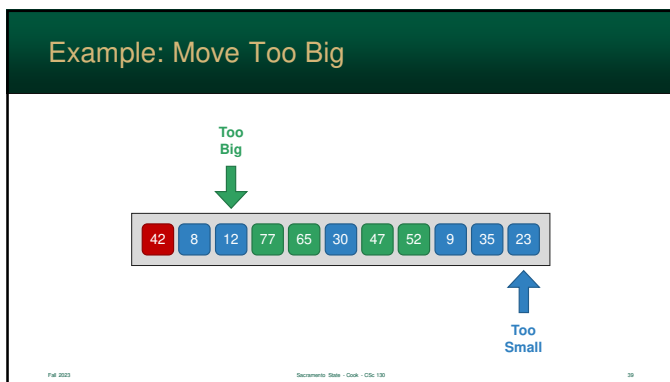 Example: Move Too Big
Too
Big
42 8 12 77 65 30 47 52 9 35 23
Too
Small
Fall 2023 Sacramento State - Cook - CSc 130 39